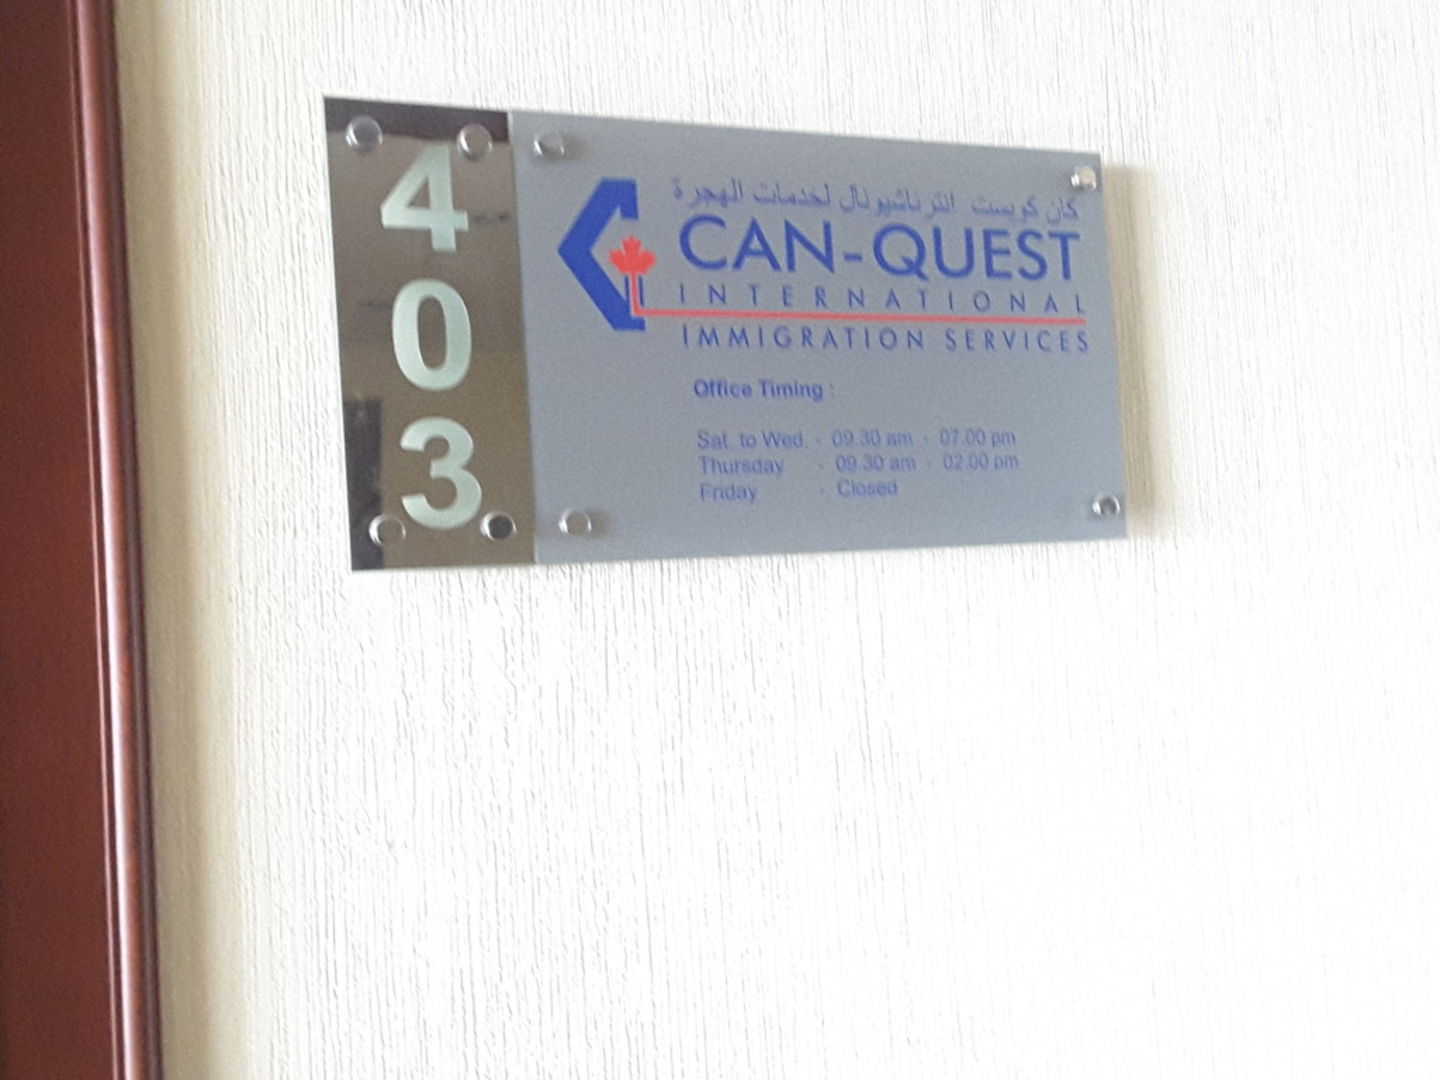 403
كان كويست انترناشيونال لخدمات الهجرة
CAN-QUEST
INTERNATIONAL
IMMIGRATION SERVICES
Office Timing :
Sat. to Wed. - 09.30 am - 07.00 pm
Thursday - 09.30 am - 02.00 pm
Friday - Closed